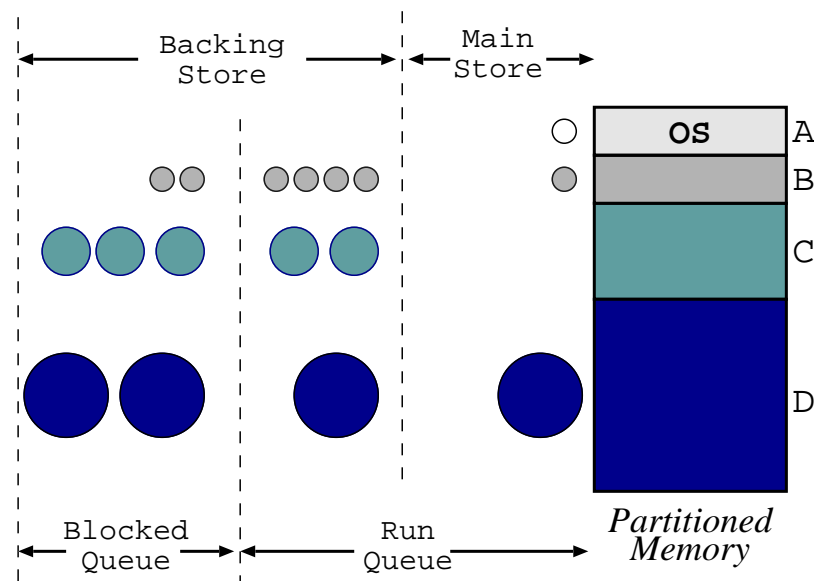 Backing
Store
Main
Store
OS
A
B
C
D
Blocked
Queue
Run
Queue
Partitioned
Memory